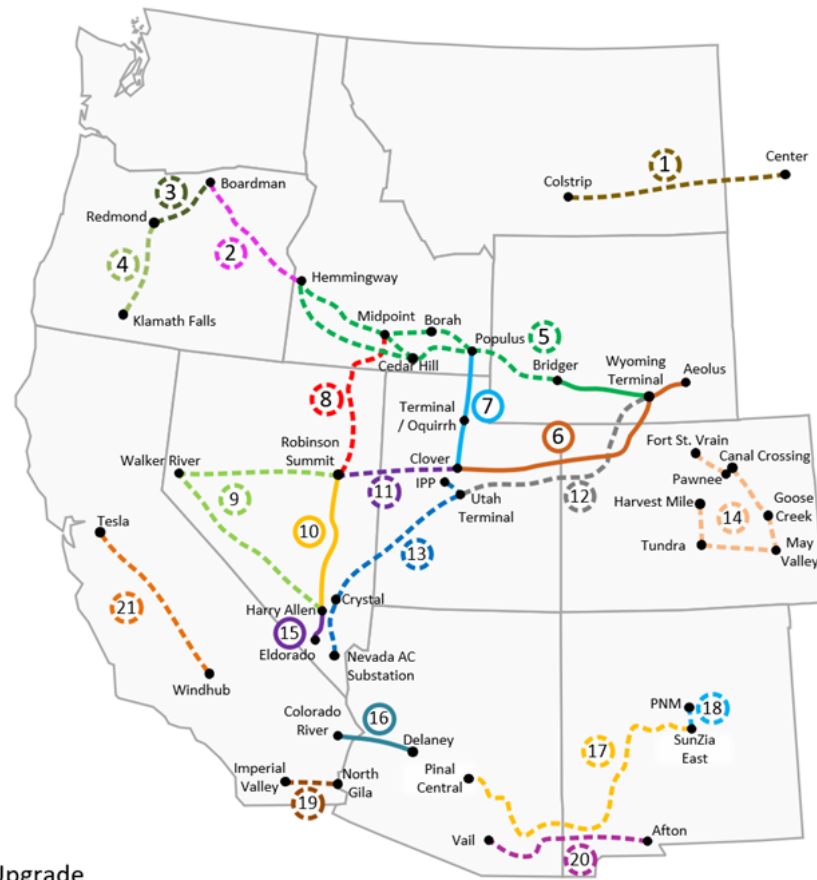 1
Center
Colstrip
3
Boardman
Redmond
2
4
Klamath Falls
Hemmingway
Midpoint
Borah
Populus
5
Cedar Hill
Bridger
Wyoming
Terminal
Aeolus
8
7
Terminal
/ Oquirrh
6
Robinson
Summit
Clover
Walker River
IPP
11
Utah
Terminal
12
Fort St. Vrain
Canal Crossing
Pawnee
Harvest Mile
14
Goose
Creek
Tundra
May
Valley
9
10
Tesla
13
21
Harry Allen
Crystal
15
Eldorado
Nevada AC
Substation
Windhub
Colorado
River
16
Delaney
PNM
18
SunZia
East
17
Imperial
Valley
North
Gila
19
Pinal
Central
Vail
20
Afton
Upgrade